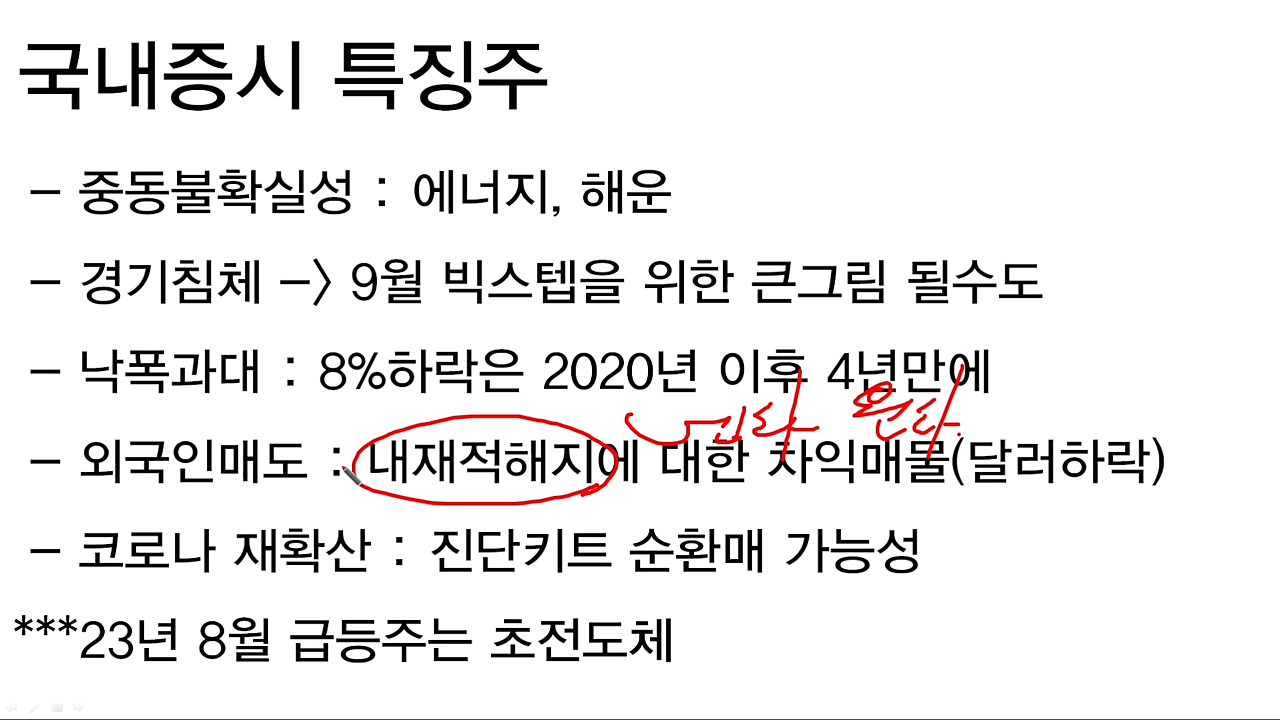 국내증시 특징주
– 중동불확실성 : 에너지, 해운
– 경기침체 –> 9월 빅스텝을 위한 큰그림 될수도
– 낙폭과대 : 8%하락은 2020년 이후 4년만에
– 외국인매도 : 내재적해지에 대한 차익매물(달러하락)
– 코로나 재확산 : 진단키트 순환매 가능성
***23년 8월 급등주는 초전도체